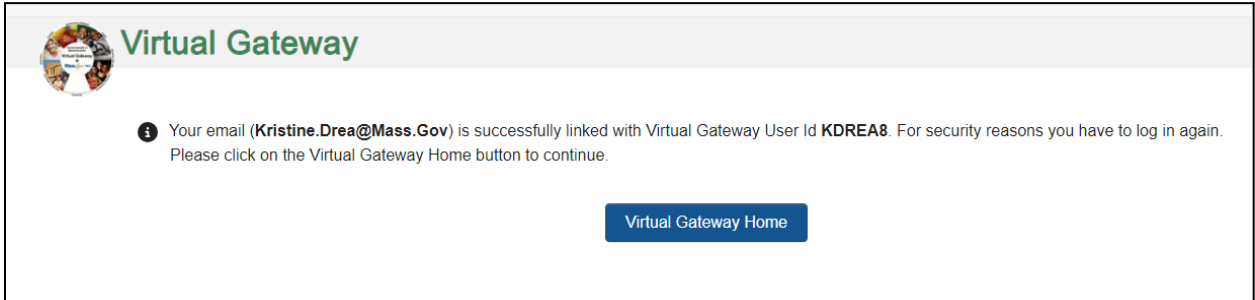 Virtual Gateway
Your email (Kristine.Drea@Mass.Gov) is successfully linked with Virtual Gateway User Id KDREA8. For security reasons you have to log in again.
Please click on the Virtual Gateway Home button to continue.
Virtual Gateway Home